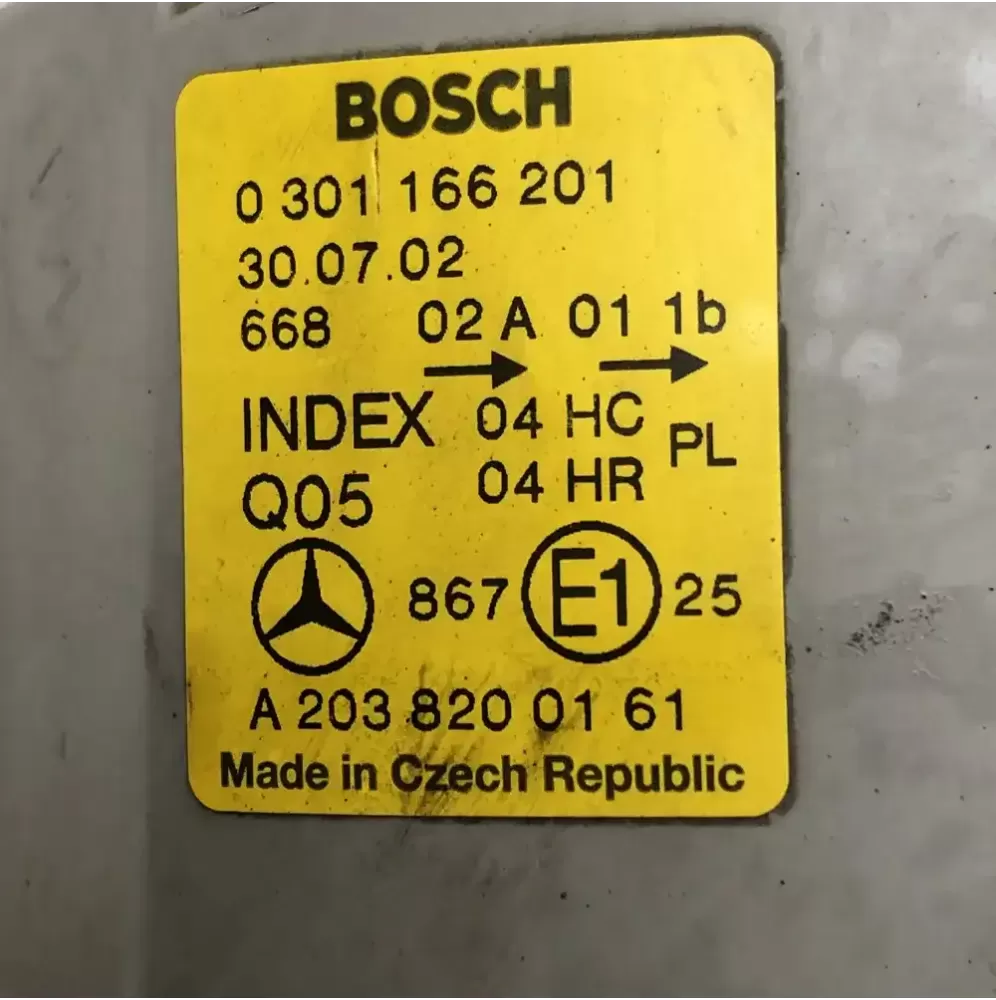 BOSCH
0 301 166 201
30.07.02
668 02 A 01 1b
INDEX 04 HC PL
Q05 04 HR
867 E1 25
A 203 820 01 61
Made in Czech Republic